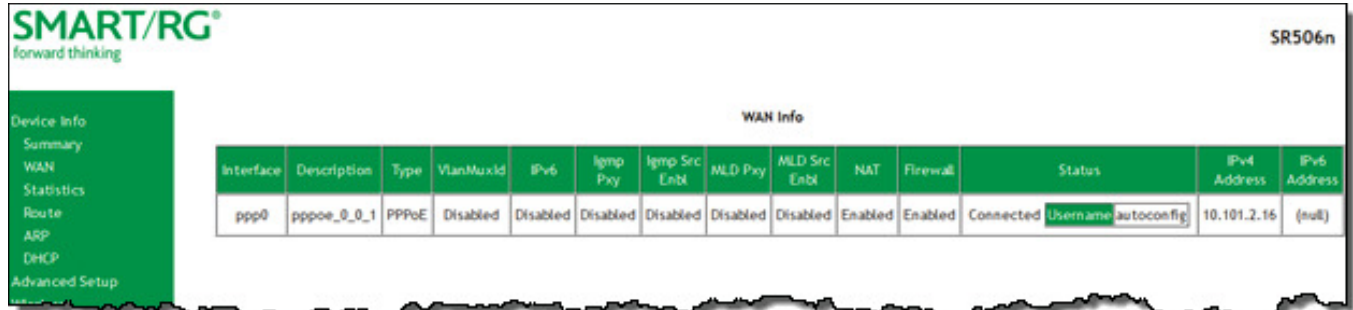 SMART/RG®
forward thinking
SR506n
Device Info
Summary
WAN
Statistics
Route
ARP
DHCP
Advanced Setup
WAN Info
Interface Description Type VlanMuxId IPv6 Igmp Pxy Igmp Src Enbl MLD Pxy MLD Src Enbl NAT Firewall Status IPv4 Address IPv6 Address
ppp0 pppoe_0_0_1 PPPoE Disabled Disabled Disabled Disabled Disabled Disabled Enabled Enabled Connected Username autoconfig 10.101.2.16 (null)